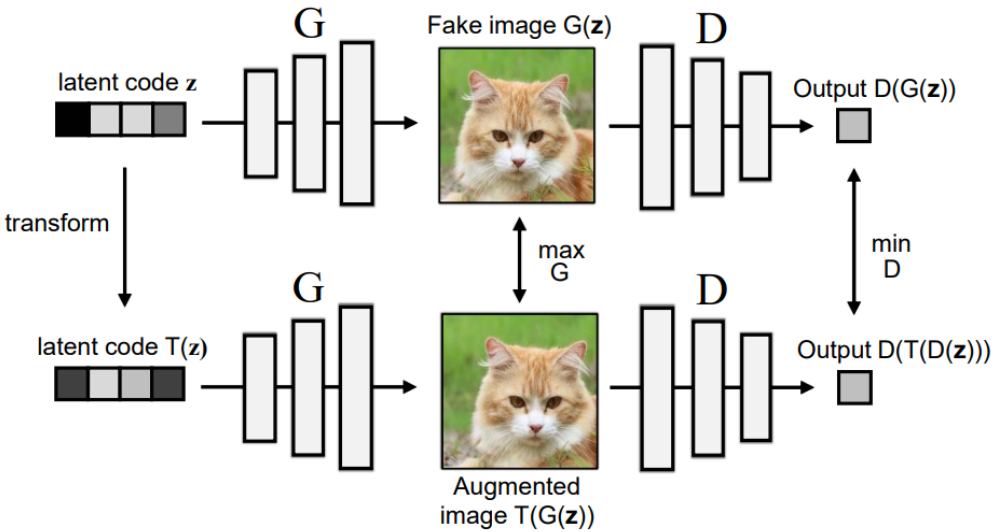 G
Fake image G(z)
D
latent code z
Output D(G(z))
transform
max
G
min
D
G
D
latent code T(z)
Output D(T(D(z)))
Augmented
image T(G(z))